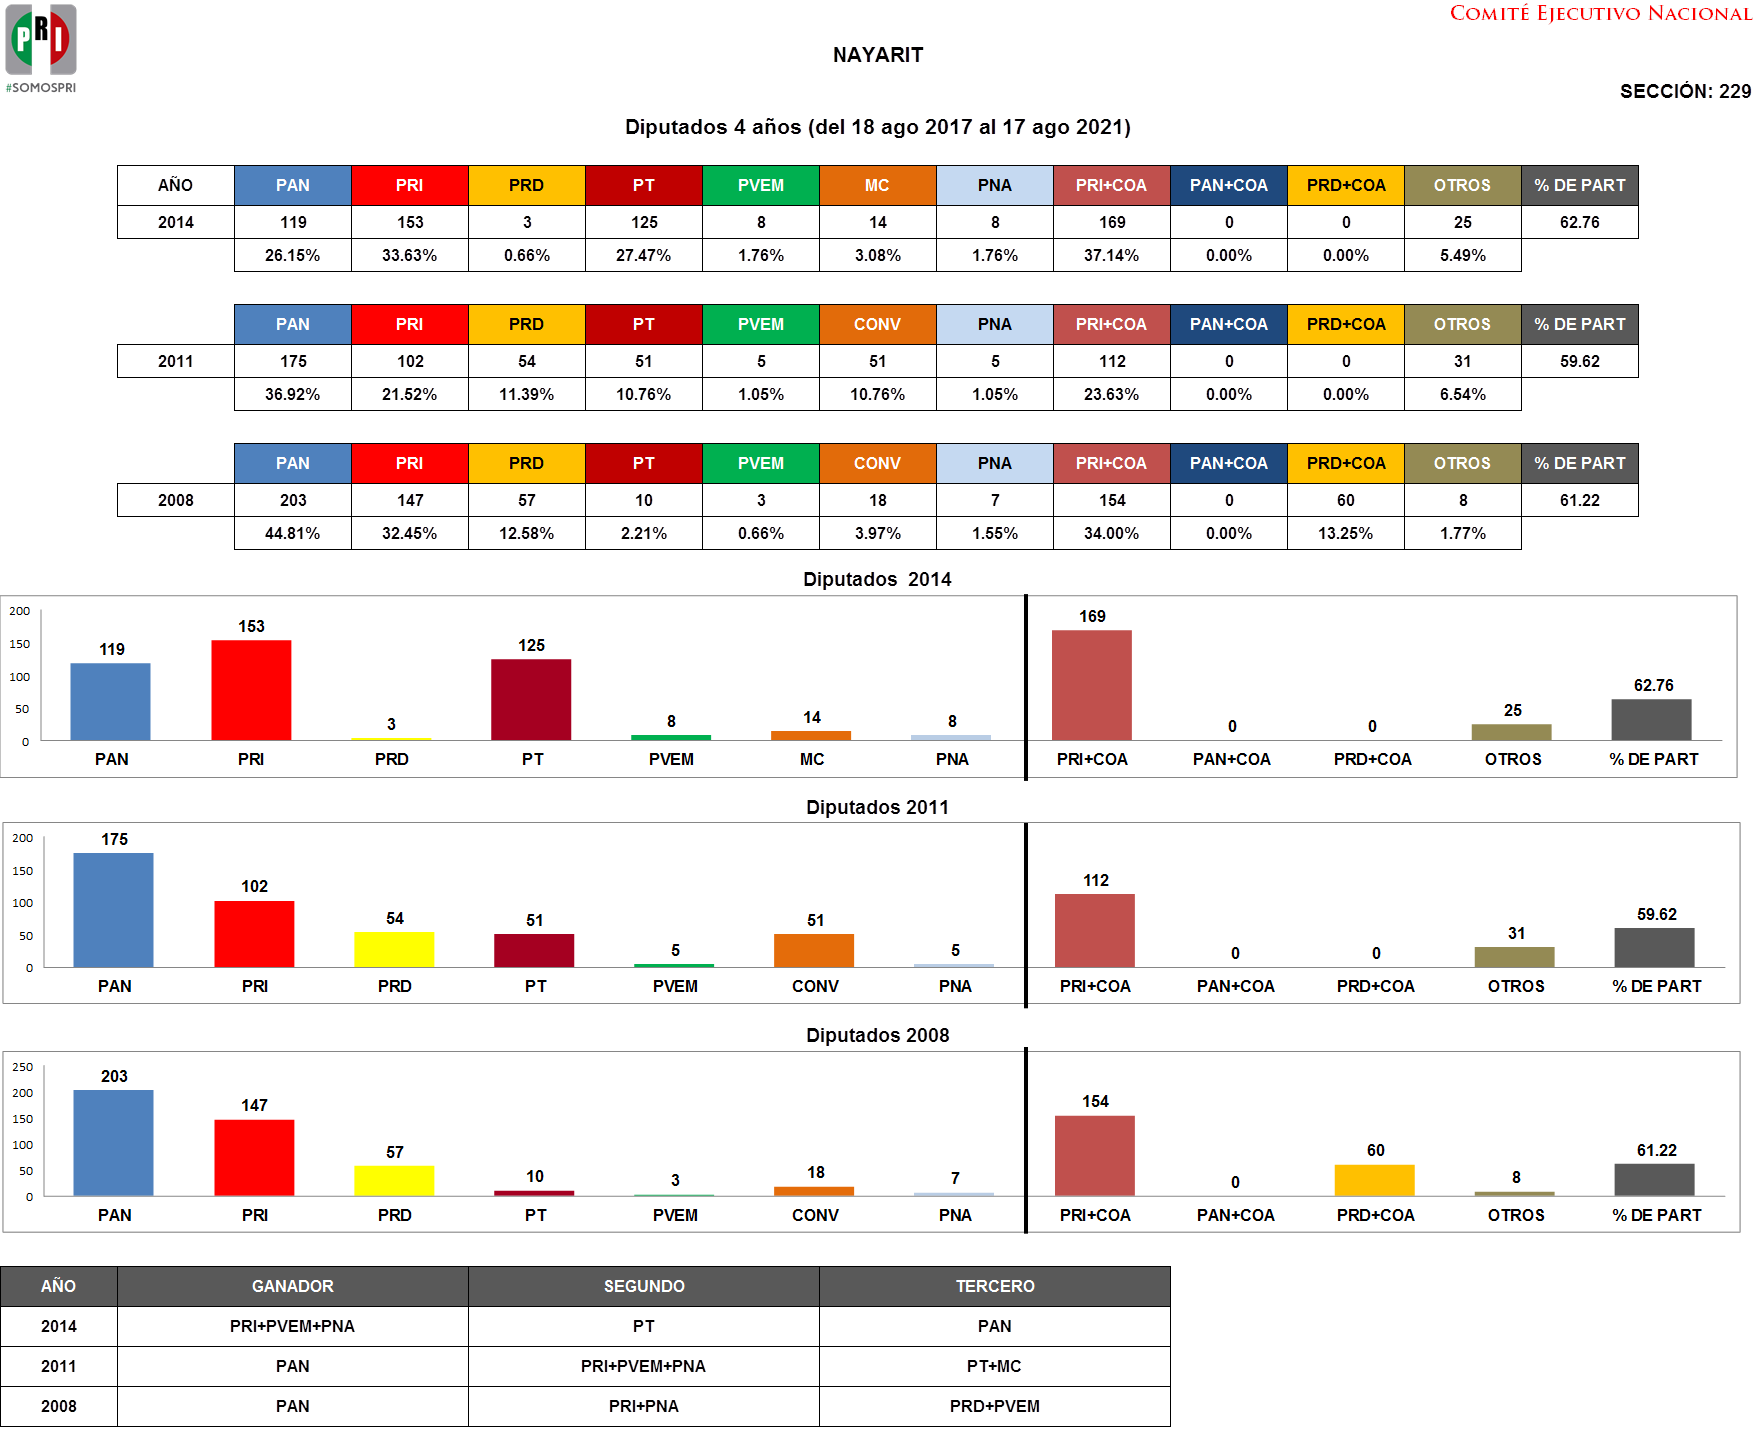 PRI
#SOMOSPRI
COMITÉ EJECUTIVO NACIONAL
NAYARIT
SECCIÓN: 229
Diputados 4 años (del 18 ago 2017 al 17 ago 2021)
AÑO PAN PRI PRD PT PVEM MC PNA PRI+COA PAN+COA PRD+COA OTROS % DE PART
2014 119 153 3 125 8 14 8 169 0 0 25 62.76
26.15% 33.63% 0.66% 27.47% 1.76% 3.08% 1.76% 37.14% 0.00% 0.00% 5.49%
PAN PRI PRD PT PVEM CONV PNA PRI+COA PAN+COA PRD+COA OTROS % DE PART
2011 175 102 54 51 5 51 5 112 0 0 31 59.62
36.92% 21.52% 11.39% 10.76% 1.05% 10.76% 1.05% 23.63% 0.00% 0.00% 6.54%
PAN PRI PRD PT PVEM CONV PNA PRI+COA PAN+COA PRD+COA OTROS % DE PART
2008 203 147 57 10 3 18 7 154 0 60 8 61.22
44.81% 32.45% 12.58% 2.21% 0.66% 3.97% 1.55% 34.00% 0.00% 13.25% 1.77%
Diputados 2014
200
150
100
50
0
119 153 3 125 8 14 8 169 0 0 25 62.76
PAN PRI PRD PT PVEM MC PNA PRI+COA PAN+COA PRD+COA OTROS % DE PART
Diputados 2011
200
150
100
50
0
175 102 54 51 5 51 5 112 0 0 31 59.62
PAN PRI PRD PT PVEM CONV PNA PRI+COA PAN+COA PRD+COA OTROS % DE PART
Diputados 2008
250
200
150
100
50
0
203 147 57 10 3 18 7 154 0 60 8 61.22
PAN PRI PRD PT PVEM CONV PNA PRI+COA PAN+COA PRD+COA OTROS % DE PART
AÑO GANADOR SEGUNDO TERCERO
2014 PRI+PVEM+PNA PT PAN
2011 PAN PRI+PVEM+PNA PT+MC
2008 PAN PRI+PNA PRD+PVEM